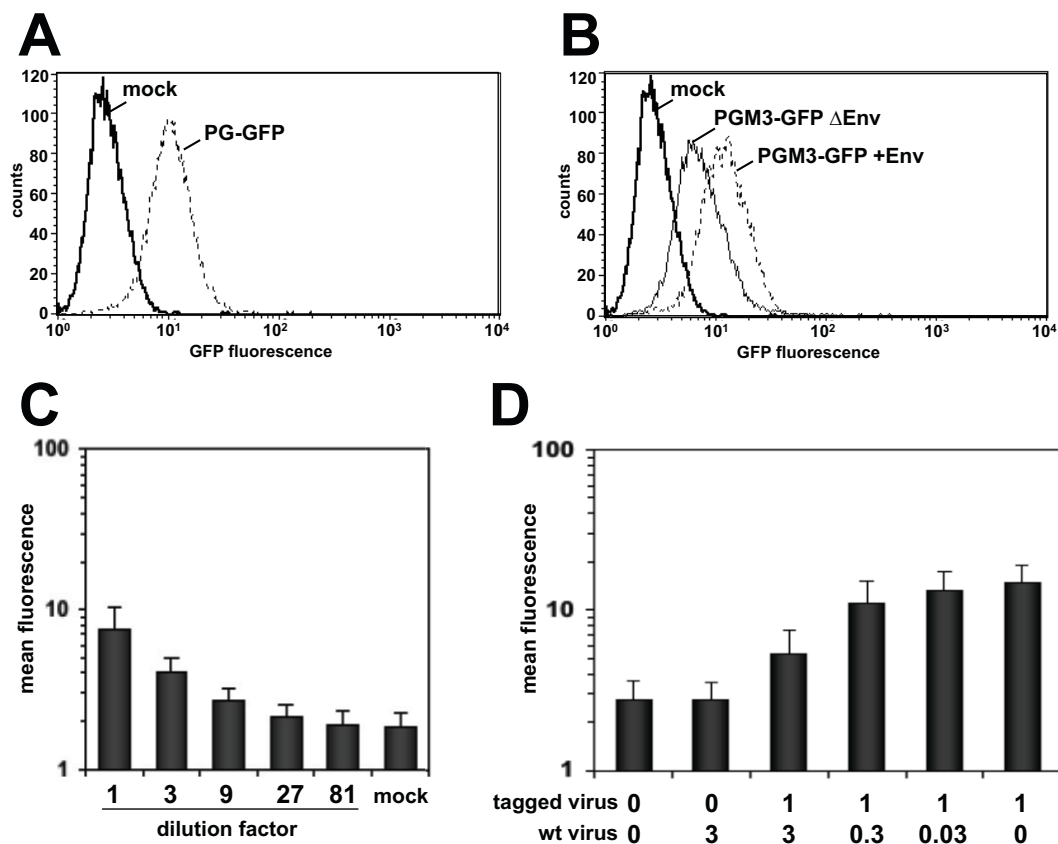 A
120
100
80
60
40
20
0
counts
mock
PG-GFP
10⁰ 10¹ 10² 10³ 10⁴
GFP fluorescence
B
120
100
80
60
40
20
0
counts
mock
PGM3-GFP ΔEnv
PGM3-GFP +Env
10⁰ 10¹ 10² 10³ 10⁴
GFP fluorescence
C
100
10
1
mean fluorescence
1 3 9 27 81 mock
dilution factor
D
100
10
1
mean fluorescence
tagged virus 0 0 1 1 1 1
wt virus 0 3 3 0.3 0.03 0